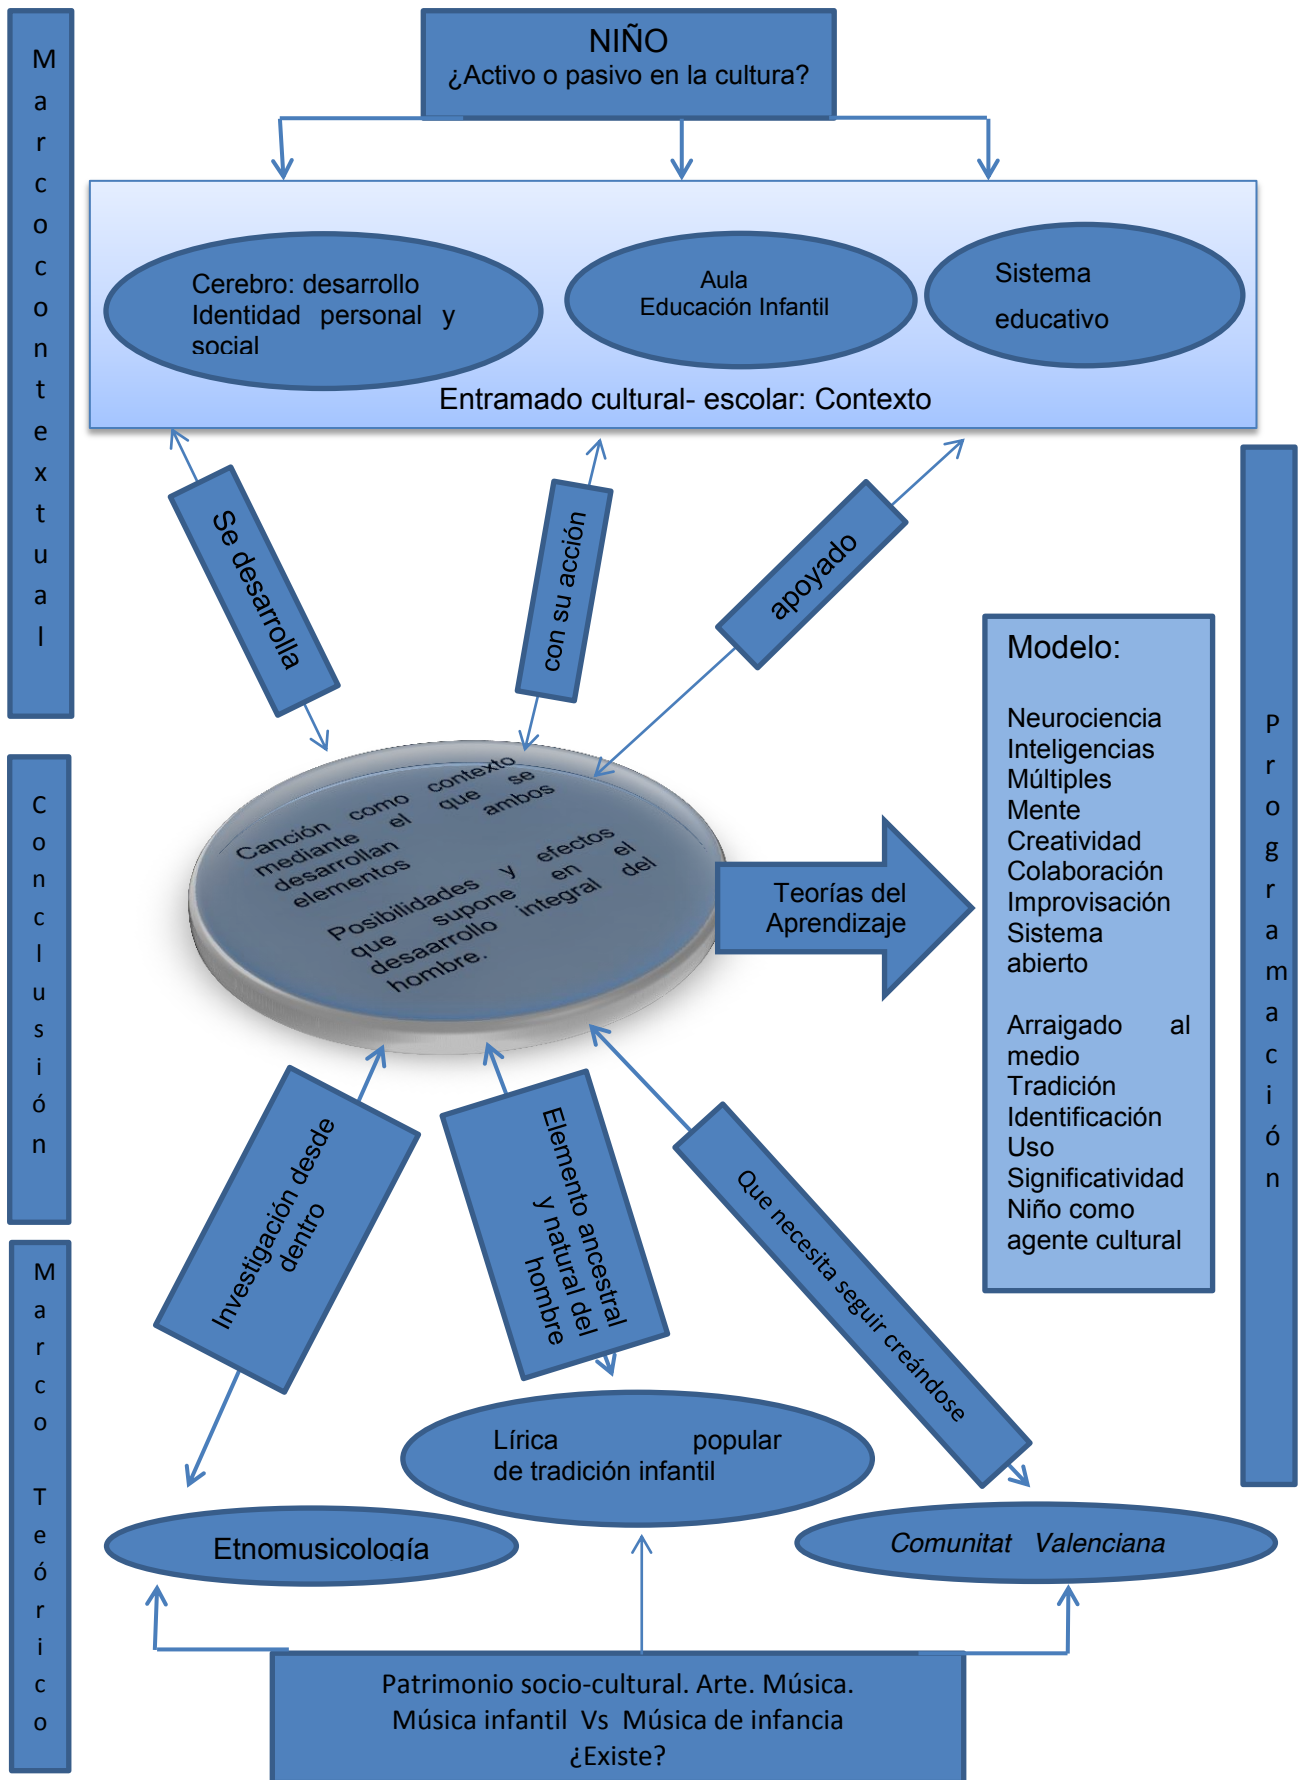 Marcocontextual
NIÑO
¿Activo o pasivo en la cultura?
Cerebro: desarrollo
Identidad personal y
social
Aula
Educación Infantil
Sistema
educativo
Entramado cultural- escolar: Contexto
Se desarrolla
con su acción
apoyado
Conclusión
Canción como contexto
mediante el que se
desarrollan ambos
elementos
Posibilidades y efectos
que supone en el
desaarrollo integral del
hombre.
Teorías del
Aprendizaje
Modelo:
Neurociencia
Inteligencias
Múltiples
Mente
Creatividad
Colaboración
Improvisación
Sistema
abierto
Arraigado al
medio
Tradición
Identificación
Uso
Significatividad
Niño como
agente cultural
Programación
Investigación desde
dentro
Elemento ancestral
y natural del
hombre
Que necesita seguir creándose
Marco Teórico
Lírica popular
de tradición infantil
Etnomusicología
Comunitat Valenciana
Patrimonio socio-cultural. Arte. Música.
Música infantil Vs Música de infancia
¿Existe?